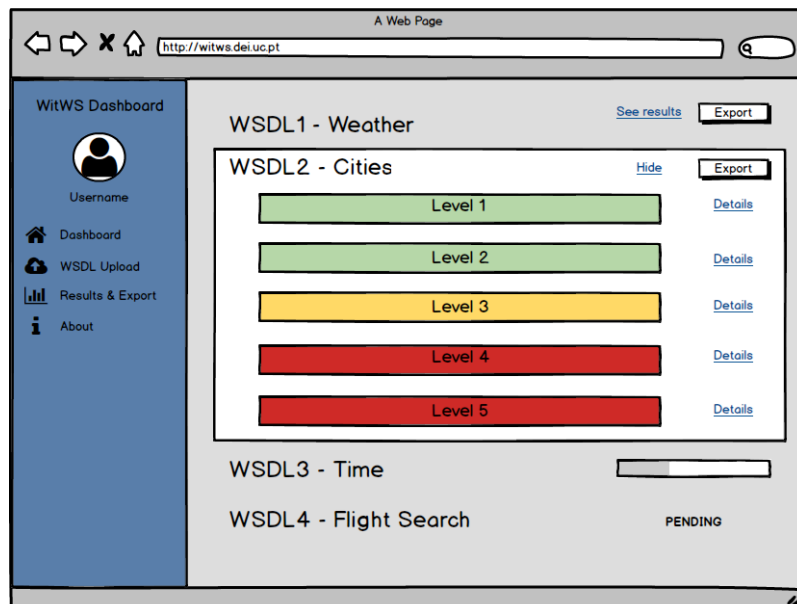 A Web Page
http://witws.dei.uc.pt
WitWS Dashboard
Username
Dashboard
WSDL Upload
Results & Export
About
WSDL1 - Weather
See results
Export
WSDL2 - Cities
Hide
Export
Level 1
Details
Level 2
Details
Level 3
Details
Level 4
Details
Level 5
Details
WSDL3 - Time
WSDL4 - Flight Search
PENDING